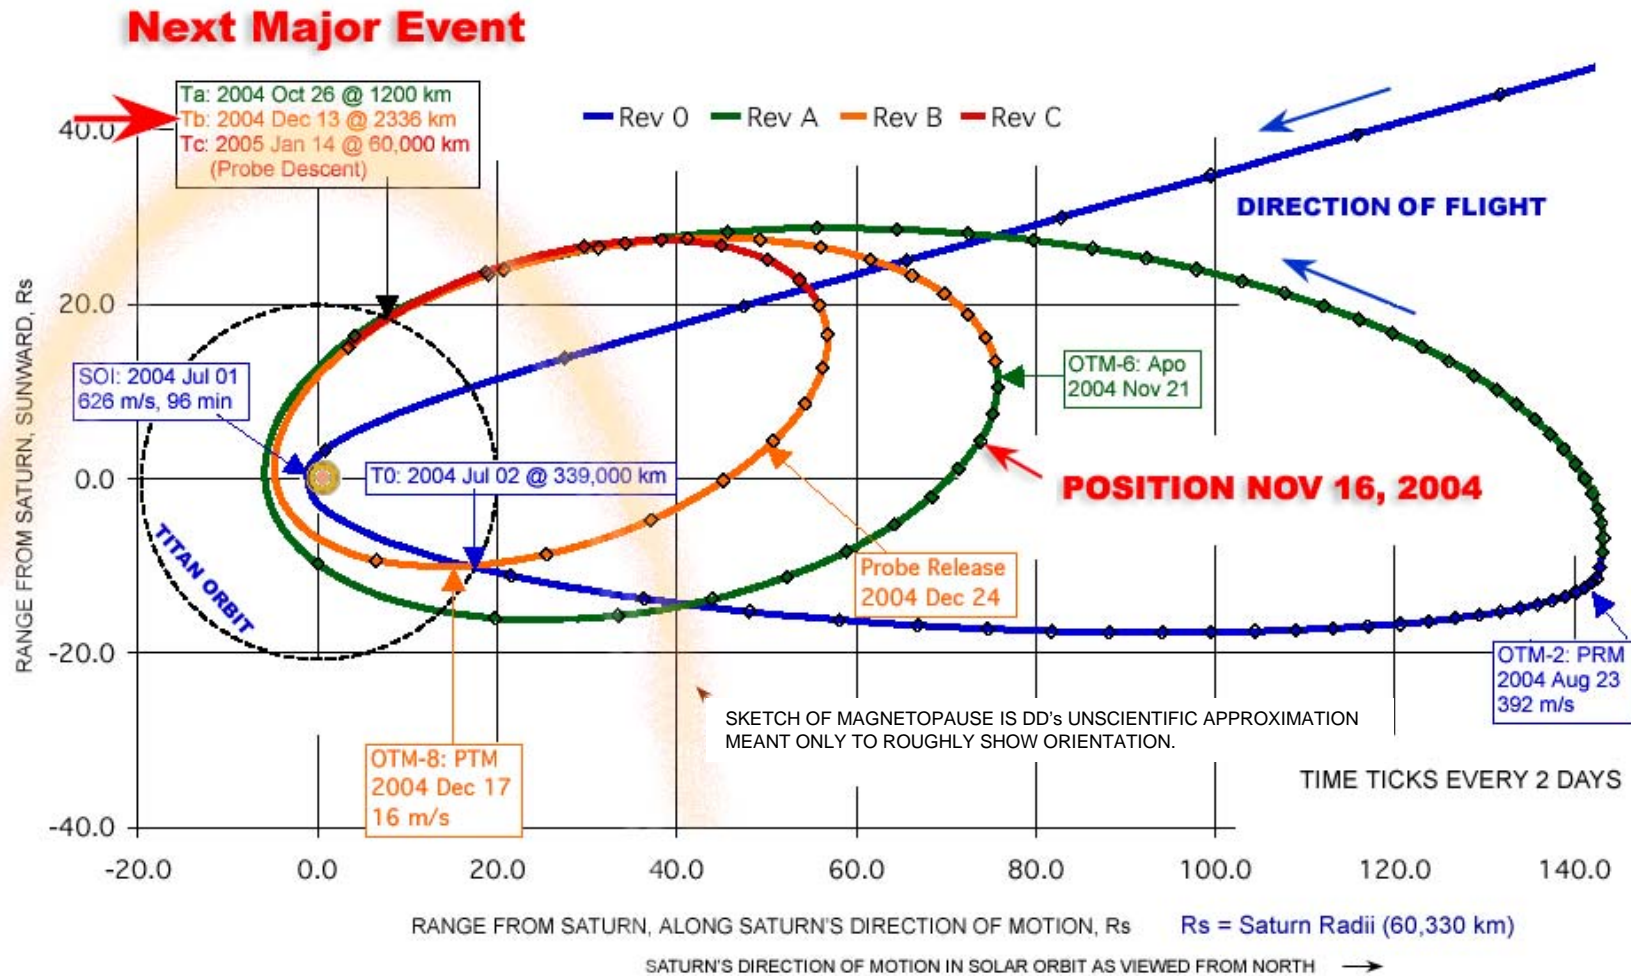 Next Major Event
Ta: 2004 Oct 26 @ 1200 km
Tb: 2004 Dec 13 @ 2336 km
Tc: 2005 Jan 14 @ 60,000 km
(Probe Descent)
Rev 0 Rev A Rev B Rev C
DIRECTION OF FLIGHT
40.0
20.0
0.0
-20.0
-40.0
RANGE FROM SATURN, SUNWARD, Rs
SOI: 2004 Jul 01
626 m/s, 96 min
T0: 2004 Jul 02 @ 339,000 km
TITAN ORBIT
OTM-6: Apo
2004 Nov 21
POSITION NOV 16, 2004
Probe Release
2004 Dec 24
OTM-2: PRM
2004 Aug 23
392 m/s
SKETCH OF MAGNETOPAUSE IS DD's UNSCIENTIFIC APPROXIMATION
MEANT ONLY TO ROUGHLY SHOW ORIENTATION.
OTM-8: PTM
2004 Dec 17
16 m/s
TIME TICKS EVERY 2 DAYS
-20.0 0.0 20.0 40.0 60.0 80.0 100.0 120.0 140.0
RANGE FROM SATURN, ALONG SATURN'S DIRECTION OF MOTION, Rs
Rs = Saturn Radii (60,330 km)
SATURN'S DIRECTION OF MOTION IN SOLAR ORBIT AS VIEWED FROM NORTH